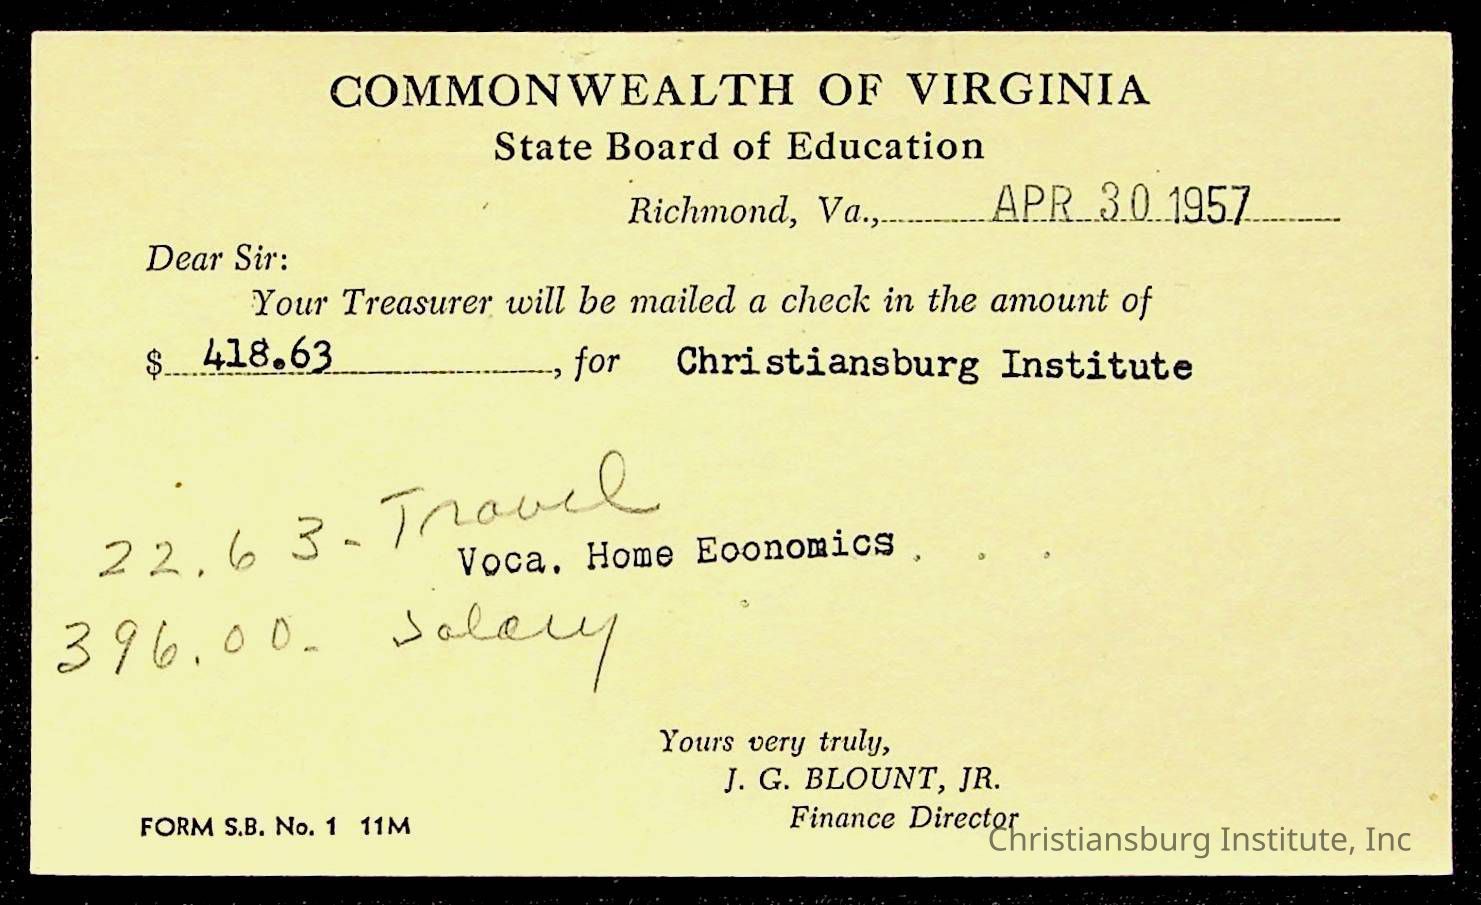 COMMONWEALTH OF VIRGINIA
State Board of Education
Richmond, Va., APR 30 1957
Dear Sir:
Your Treasurer will be mailed a check in the amount of
$ 418.63, for Christiansburg Institute
22.63 - Travel
Voca. Home Economics . . .
396.00 - Salary
Yours very truly,
J. G. BLOUNT, JR.
Finance Director
FORM S.B. No. 1 11M
Christiansburg Institute, Inc